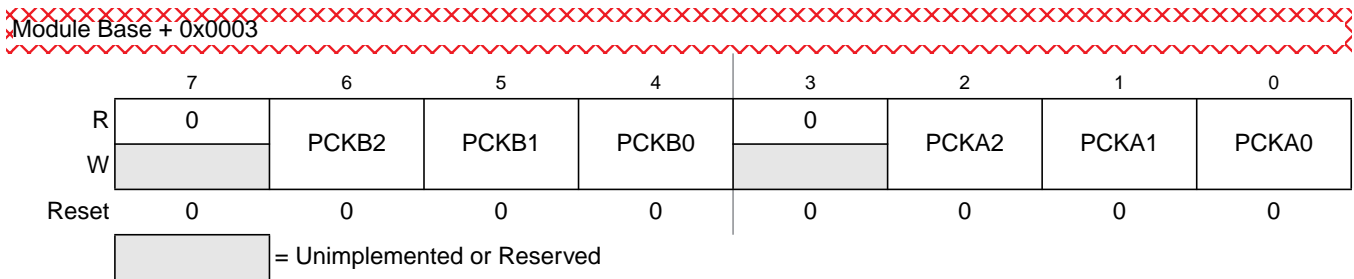 Module Base + 0x0003
7 6 5 4 3 2 1 0
R 0 PCKB2 PCKB1 PCKB0 0 PCKA2 PCKA1 PCKA0
W
Reset 0 0 0 0 0 0 0 0
= Unimplemented or Reserved